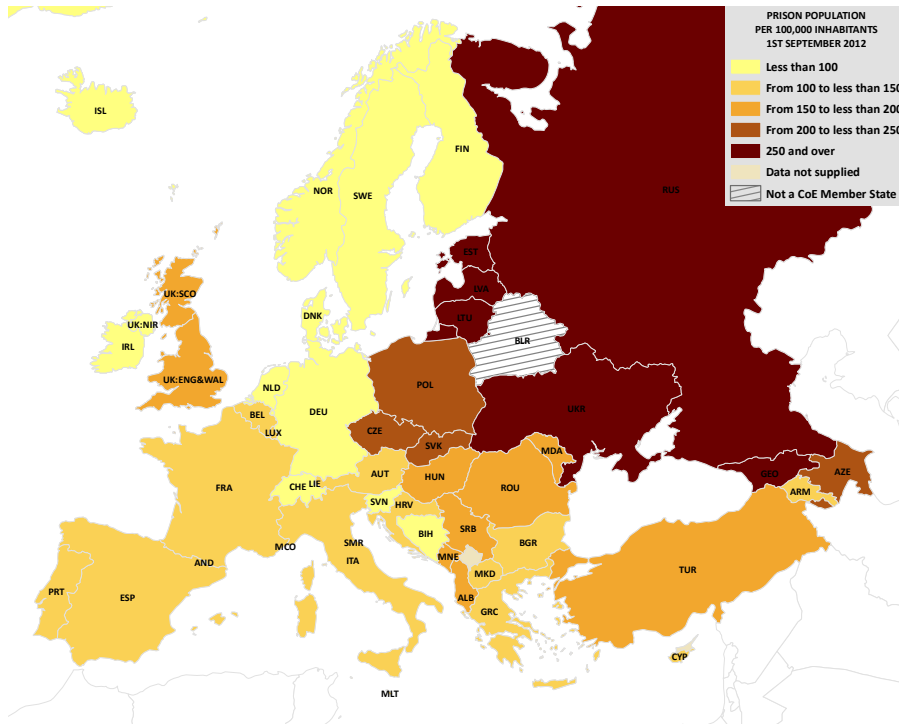 PRISON POPULATION
PER 100,000 INHABITANTS
1ST SEPTEMBER 2012
Less than 100
From 100 to less than 150
From 150 to less than 200
From 200 to less than 250
250 and over
Data not supplied
Not a CoE Member State
ISL
FIN
NOR
SWE
RUS
EST
LVA
UK:SCO
DNK
LTU
UK:NIR
IRL
BLR
UK:ENG&WAL
NLD
POL
BEL
DEU
UKR
LUX
CZE
SVK
MDA
AUT
GEO
AZE
FRA
CHE
LIE
HUN
ROU
ARM
SVN
HRV
SRB
BIH
BGR
MCO
SMR
MNE
AND
ITA
MKD
TUR
PRT
ESP
ALB
GRC
CYP
MLT